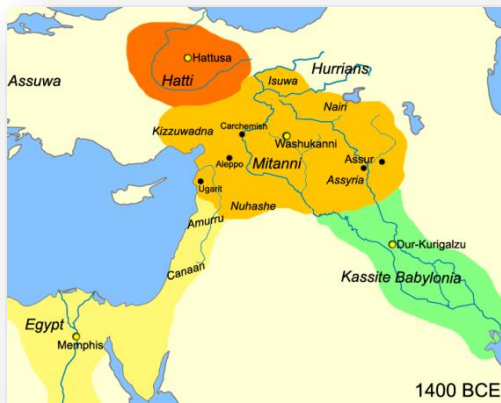 Hattusa
Hatti
Assuwa
Hurrians
Isuwa
Nairi
Kizzuwadna
Carchemish
Washukanni
Mitanni
Aleppo
Assur
Assyria
Ugarit
Nuhashe
Amurru
Dur-Kurigalzu
Canaan
Kassite Babylonia
Egypt
Memphis
1400 BCE